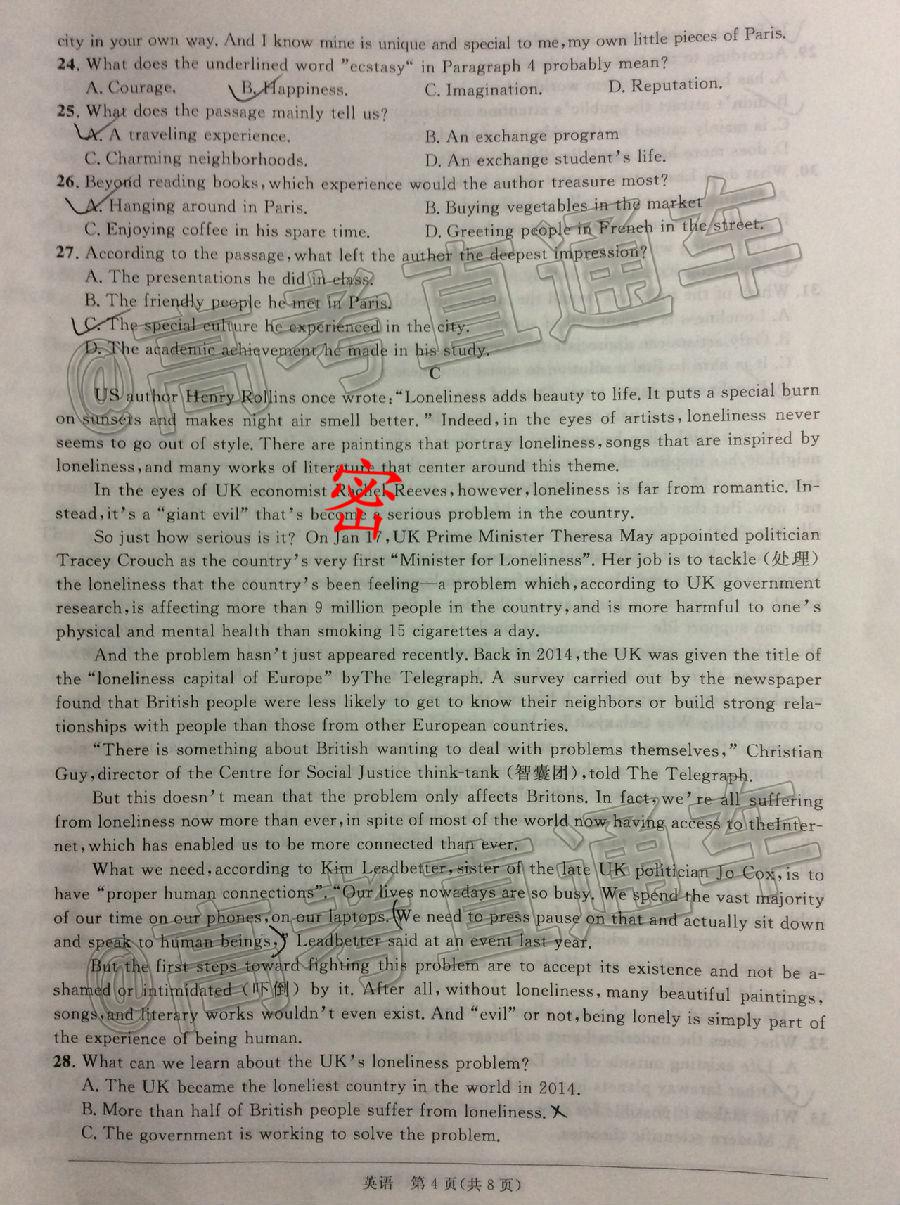 city in your own way. And I know mine is unique and special to me, my own little pieces of Paris.
24. What does the underlined word "ecstasy" in Paragraph 4 probably mean?
A. Courage. B. Happiness. C. Imagination. D. Reputation.
25. What does the passage mainly tell us?
A. A traveling experience. B. An exchange program
C. Charming neighborhoods. D. An exchange student's life.
26. Beyond reading books, which experience would the author treasure most?
A. Hanging around in Paris. B. Buying vegetables in the market
C. Enjoying coffee in his spare time. D. Greeting people in French in the street.
27. According to the passage, what left the author the deepest impression?
A. The presentations he did in class.
B. The friendly people he met in Paris.
C. The special culture he experienced in the city.
D. The academic achievement he made in his study.
C
US author Henry Rollins once wrote: "Loneliness adds beauty to life. It puts a special burn
on sunsets and makes night air smell better." Indeed, in the eyes of artists, loneliness never
seems to go out of style. There are paintings that portray loneliness, songs that are inspired by
loneliness, and many works of literature that center around this theme.
In the eyes of UK economist Rachel Reeves, however, loneliness is far from romantic. In-
stead, it's a "giant evil" that's become a serious problem in the country.
So just how serious is it? On Jan 17, UK Prime Minister Theresa May appointed politician
Tracey Crouch as the country's very first "Minister for Loneliness". Her job is to tackle (处理)
the loneliness that the country's been feeling—a problem which, according to UK government
research, is affecting more than 9 million people in the country, and is more harmful to one's
physical and mental health than smoking 15 cigarettes a day.
And the problem hasn't just appeared recently. Back in 2014, the UK was given the title of
the "loneliness capital of Europe" byThe Telegraph. A survey carried out by the newspaper
found that British people were less likely to get to know their neighbors or build strong rela-
tionships with people than those from other European countries.
"There is something about British wanting to deal with problems themselves," Christian
Guy, director of the Centre for Social Justice think-tank (智囊团), told The Telegraph.
But this doesn't mean that the problem only affects Britons. In fact, we're all suffering
from loneliness now more than ever, in spite of most of the world now having access to theInter-
net, which has enabled us to be more connected than ever.
What we need, according to Kim Leadbetter, sister of the late UK politician Jo Cox, is to
have "proper human connections". "Our lives nowadays are so busy. We spend the vast majority
of our time on our phones, on our laptops. We need to press pause on that and actually sit down
and speak to human beings," Leadbetter said at an event last year.
But the first steps toward fighting this problem are to accept its existence and not be a-
shamed or intimidated (吓倒) by it. After all, without loneliness, many beautiful paintings,
songs, and literary works wouldn't even exist. And "evil" or not, being lonely is simply part of
the experience of being human.
28. What can we learn about the UK's loneliness problem?
A. The UK became the loneliest country in the world in 2014.
B. More than half of British people suffer from loneliness.
C. The government is working to solve the problem.
英语 第4页(共8页)
密
@高考直通车
@高考直通车